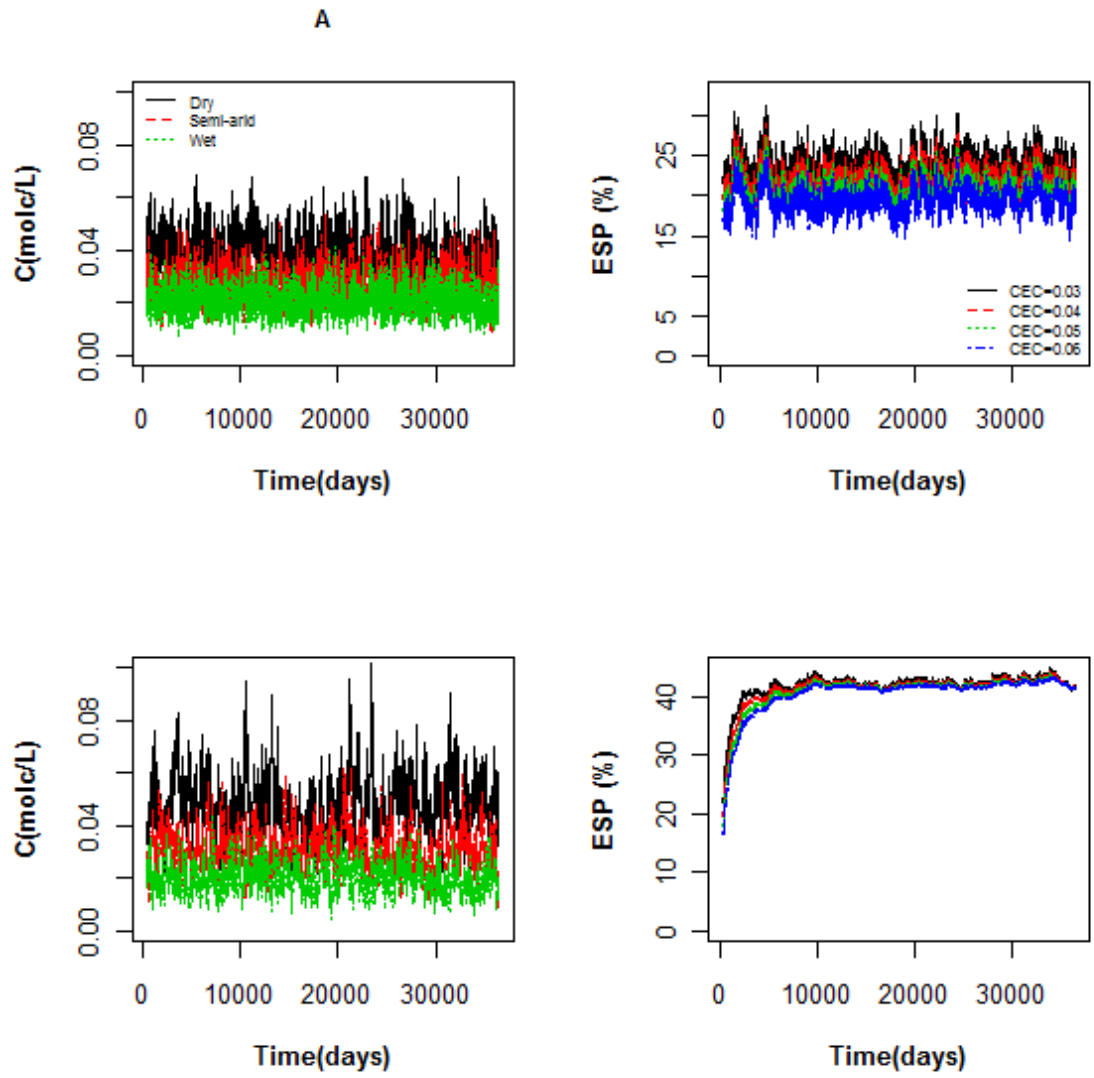 A
C(molc/L)
0.00
0.04
0.08
Dry
Semi-arid
Wet
0
10000
20000
30000
Time(days)
ESP (%)
0
5
15
25
CEC=0.03
CEC=0.04
CEC=0.05
CEC=0.06
0
10000
20000
30000
Time(days)
C(molc/L)
0.00
0.04
0.08
0
10000
20000
30000
Time(days)
ESP (%)
0
10
20
30
40
0
10000
20000
30000
Time(days)